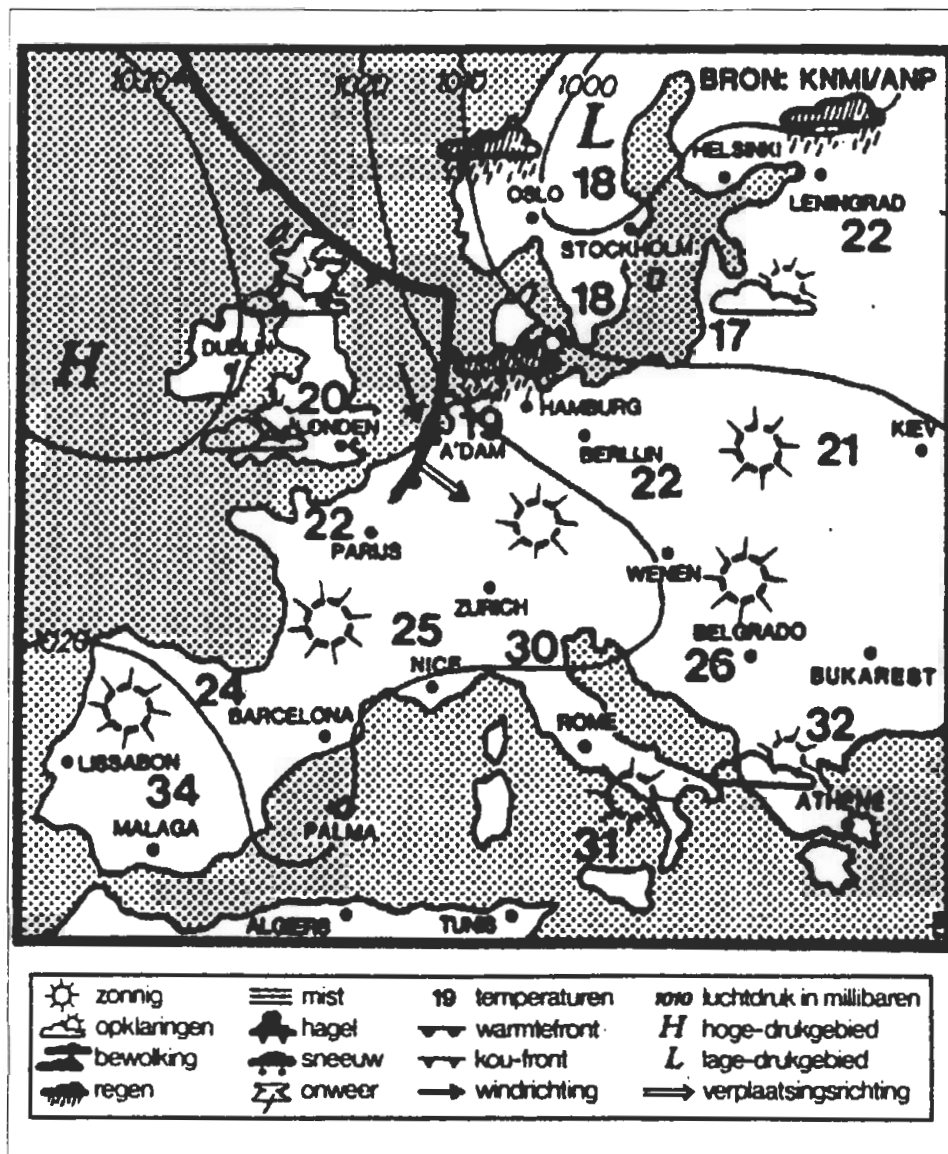 1030 1020 1010 1000 BRON: KNMI/ANP
L
HELSINKI
18
OSLO
LENINGRAD
22
STOCKHOLM
18
17
DUBLIN
H
20
LONDEN
19
A'DAM
HAMBURG
BERLIJN
22
21
KIEV
22
PARIJS
WENEN
ZURICH
25
30
BELGRADO
26
BUKAREST
1020
24
NICE
BARCELONA
ROME
32
LISSABON
34
MALAGA
PALMA
31
ATHENE
ALGIERS
TUNIS
zonnig mist 19 temperaturen 1010 luchtdruk in millibaren
opklaringen hagel warmtefront H hoge-drukgebied
bewolking sneeuw kou-front L lage-drukgebied
regen onweer windrichting verplaatsingsrichting